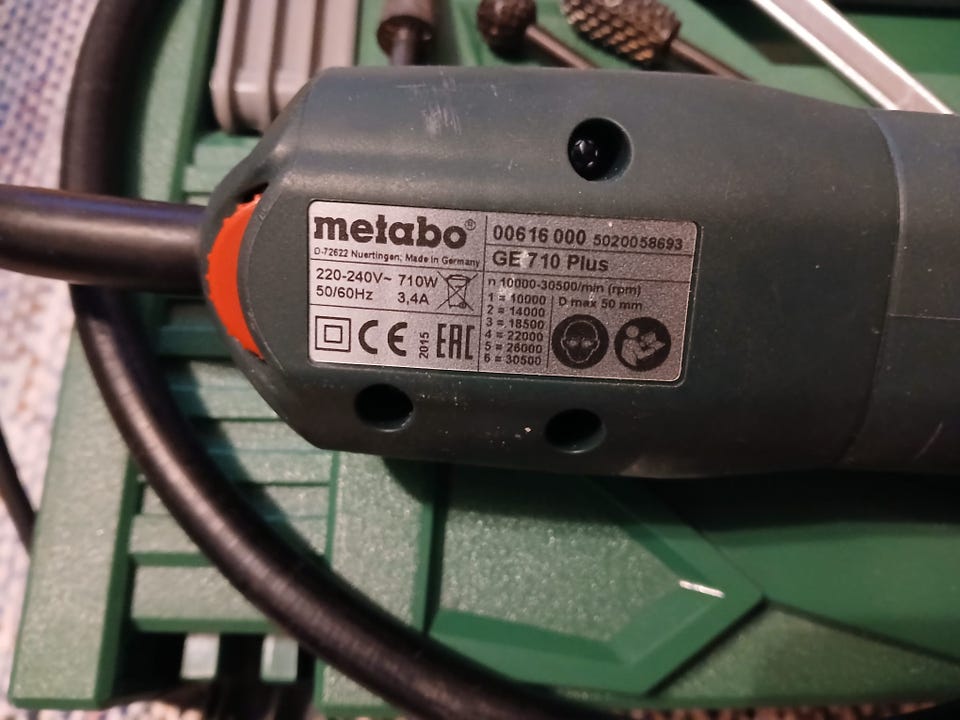 metabo®
D-72622 Nuertingen; Made in Germany
220-240V~ 710W
50/60Hz 3,4A
CE
2015
EAC
00616 000 5020058693
GE 710 Plus
n 10000-30500/min (rpm)
1 = 10000
2 = 14000
3 = 18500
4 = 22000
5 = 26000
6 = 30500
D max 50 mm